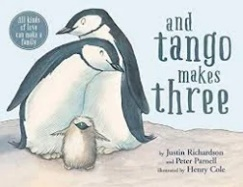 All kinds
of love
can make a
family
and
tango
makes
three
by Justin Richardson
and Peter Parnell
illustrated by Henry Cole